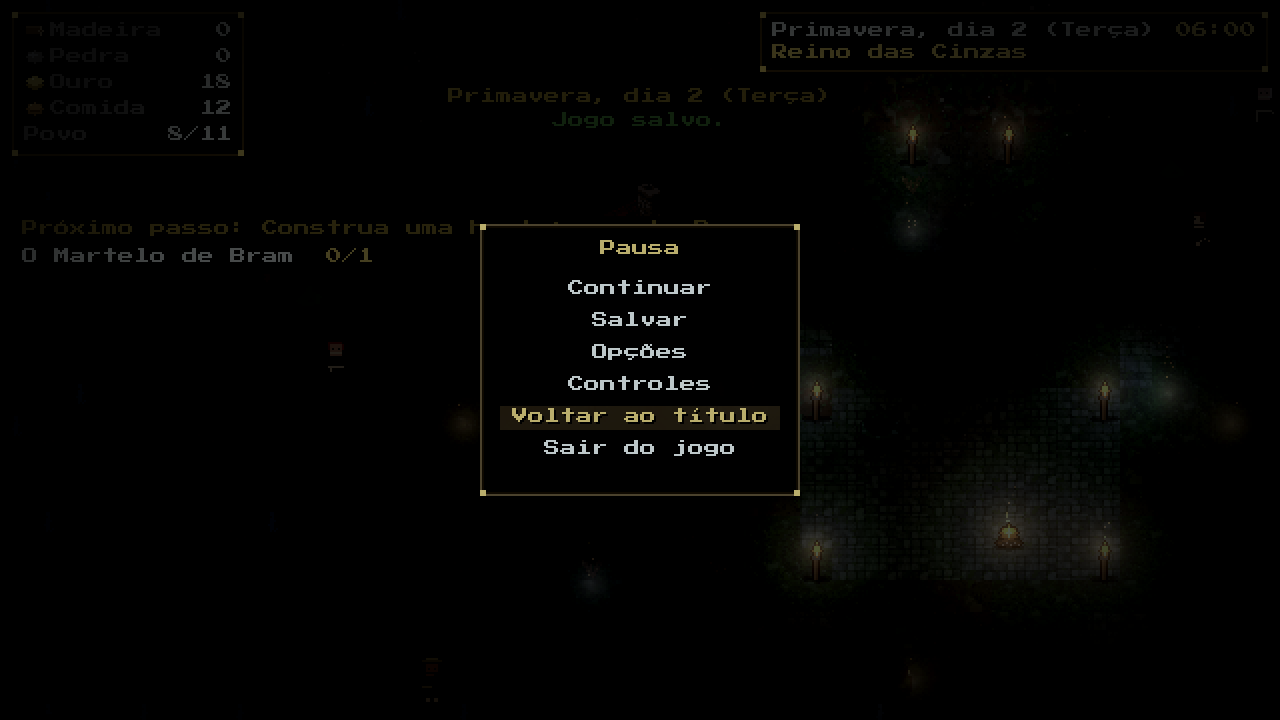 Madeira 0
Pedra 0
Ouro 18
Comida 12
Povo 8/11
Primavera, dia 2 (Terça) 06:00
Reino das Cinzas
Primavera, dia 2 (Terça)
Jogo salvo.
Próximo passo: Construa uma
O Martelo de Bram 0/1
Pausa
Continuar
Salvar
Opções
Controles
Voltar ao título
Sair do jogo